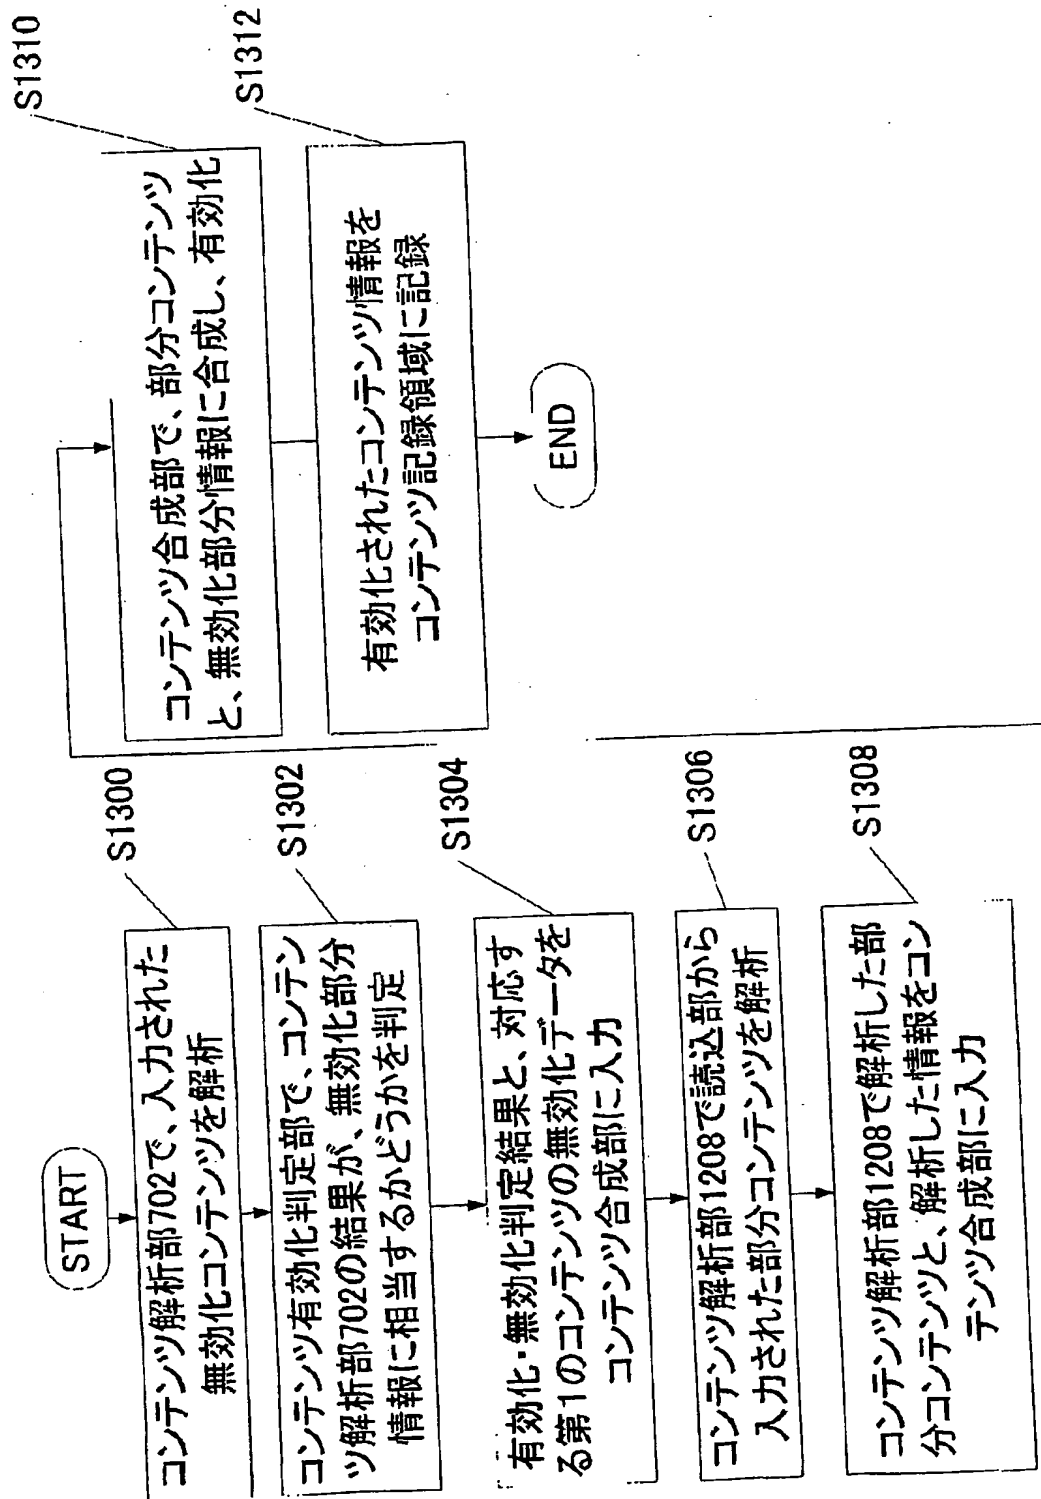 START
コンテンツ解析部702で、入力された
無効化コンテンツを解析
S1300
コンテンツ有効化判定部で、コンテン
ツ解析部702の結果が、無効化部分
情報に相当するかどうかを判定
S1302
有効化・無効化判定結果と、対応す
る第1のコンテンツの無効化データを
コンテンツ合成部に入力
S1304
コンテンツ解析部1208で読込部から
入力された部分コンテンツを解析
S1306
コンテンツ解析部1208で解析した部
分コンテンツと、解析した情報をコン
テンツ合成部に入力
S1308
コンテンツ合成部で、部分コンテンツ
と、無効化部分情報に合成し、有効化
S1310
有効化されたコンテンツ情報を
コンテンツ記録領域に記録
S1312
END